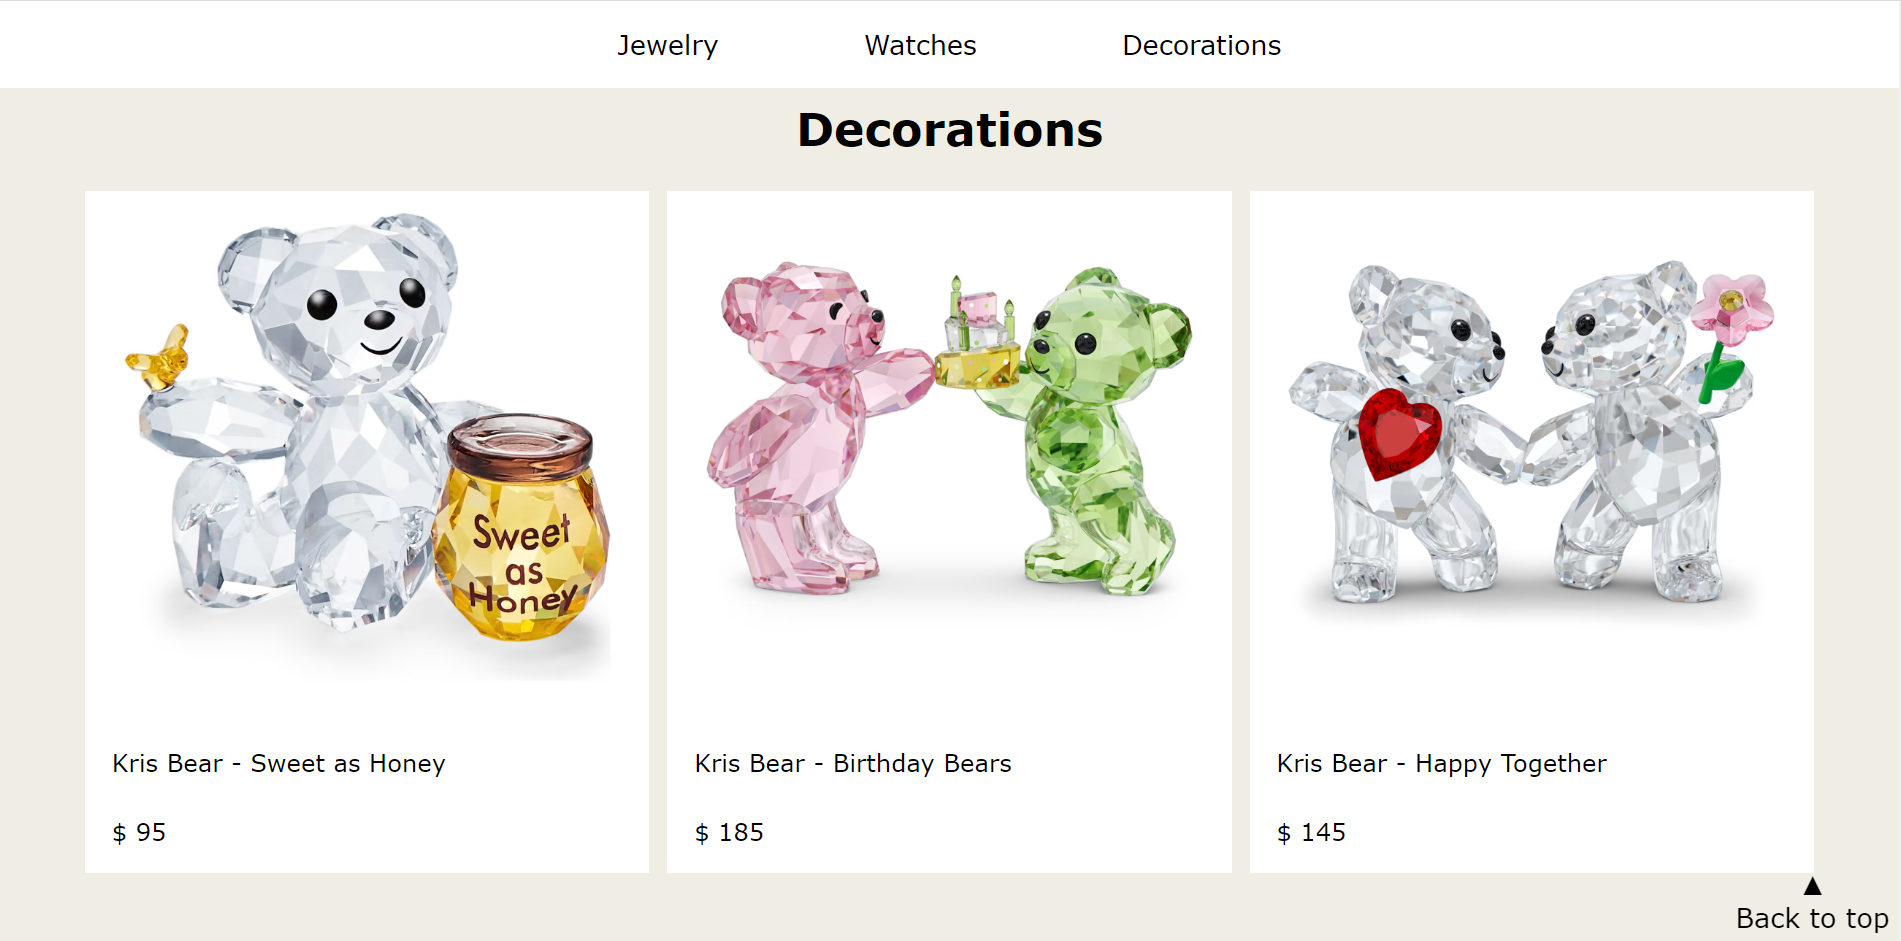 Jewelry Watches Decorations
Decorations
Sweet
as
Honey
Kris Bear - Sweet as Honey
$ 95
Kris Bear - Birthday Bears
$ 185
Kris Bear - Happy Together
$ 145
▲
Back to top